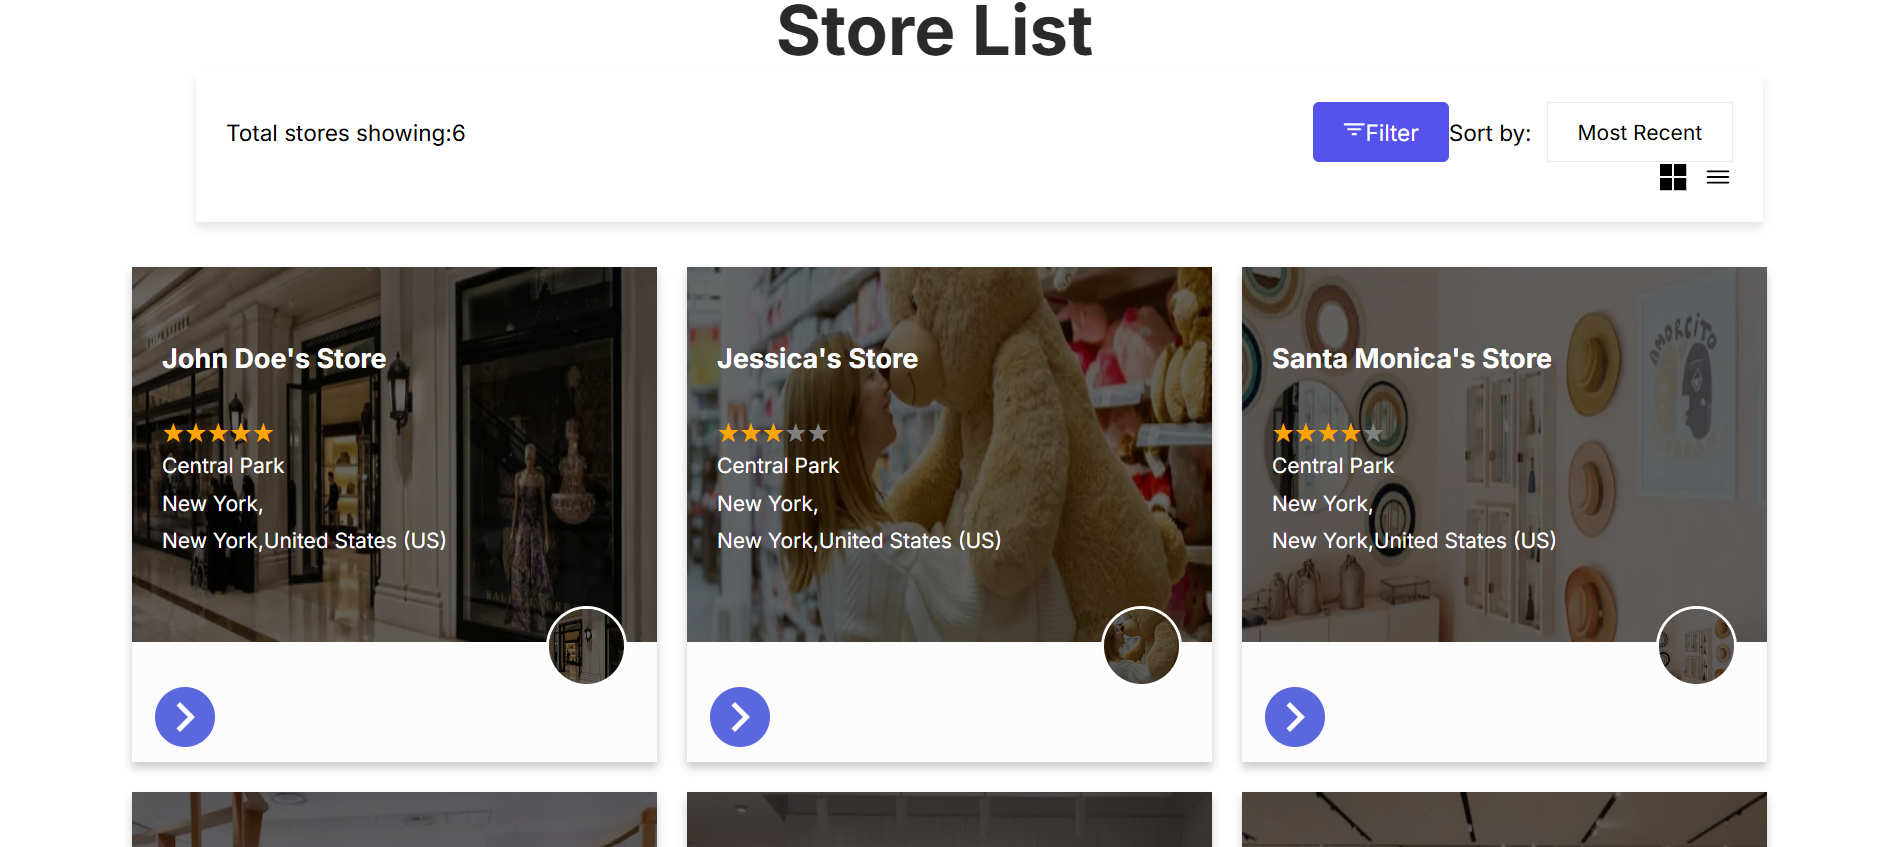 Store List
Total stores showing:6
Filter
Sort by:
Most Recent
John Doe's Store
Central Park
New York,
New York,United States (US)
Jessica's Store
Central Park
New York,
New York,United States (US)
Santa Monica's Store
Central Park
New York,
New York,United States (US)
AMORCITO